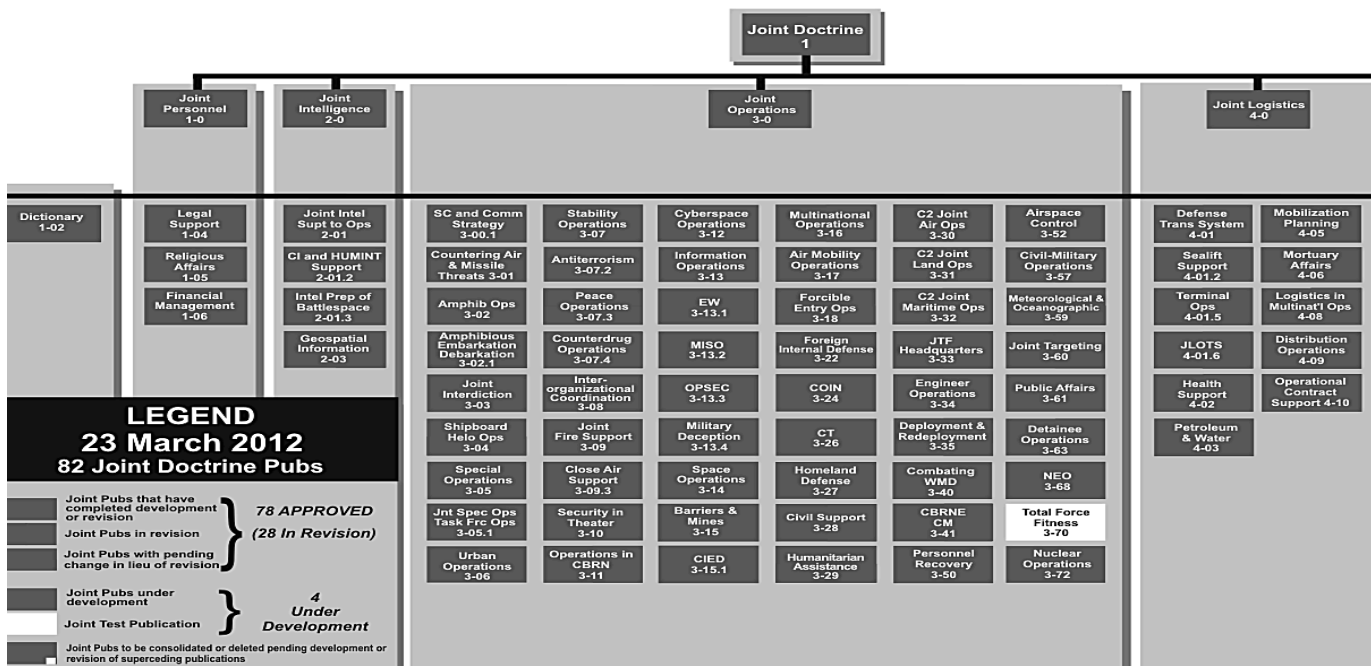 Joint Doctrine
1
Joint
Personnel
1-0
Joint
Intelligence
2-0
Joint
Operations
3-0
Joint Logistics
4-0
Dictionary
1-02
Legal
Support
1-04
Religious
Affairs
1-05
Financial
Management
1-06
Joint Intel
Supt to Ops
2-01
CI and HUMINT
Support
2-01.2
Intel Prep of
Battlespace
2-01.3
Geospatial
Information
2-03
SC and Comm
Strategy
3-00.1
Countering Air
& Missile
Threats 3-01
Amphib Ops
3-02
Amphibious
Embarkation
Debarkation
3-02.1
Joint
Interdiction
3-03
Shipboard
Helo Ops
3-04
Special
Operations
3-05
Jnt Spec Ops
Task Frc Ops
3-05.1
Urban
Operations
3-06
Stability
Operations
3-07
Antiterrorism
3-07.2
Peace
Operations
3-07.3
Counterdrug
Operations
3-07.4
Inter-
organizational
Coordination
3-08
Joint
Fire Support
3-09
Close Air
Support
3-09.3
Security in
Theater
3-10
Operations in
CBRN
3-11
Cyberspace
Operations
3-12
Information
Operations
3-13
EW
3-13.1
MISO
3-13.2
OPSEC
3-13.3
Military
Deception
3-13.4
Space
Operations
3-14
Barriers &
Mines
3-15
CIED
3-15.1
Multinational
Operations
3-16
Air Mobility
Operations
3-17
Forcible
Entry Ops
3-18
Foreign
Internal Defense
3-22
COIN
3-24
CT
3-26
Homeland
Defense
3-27
Civil Support
3-28
Humanitarian
Assistance
3-29
C2 Joint
Air Ops
3-30
C2 Joint
Land Ops
3-31
C2 Joint
Maritime Ops
3-32
JTF
Headquarters
3-33
Engineer
Operations
3-34
Deployment &
Redeployment
3-35
Combating
WMD
3-40
CBRNE
CM
3-41
Personnel
Recovery
3-50
Airspace
Control
3-52
Civil-Military
Operations
3-57
Meteorological &
Oceanographic
3-59
Joint Targeting
3-60
Public Affairs
3-61
Detainee
Operations
3-63
NEO
3-68
Total Force
Fitness
3-70
Nuclear
Operations
3-72
Defense
Trans System
4-01
Sealift
Support
4-01.2
Terminal
Ops
4-01.5
JLOTS
4-01.6
Health
Support
4-02
Petroleum
& Water
4-03
Mobilization
Planning
4-05
Mortuary
Affairs
4-06
Logistics in
Multinat'l Ops
4-08
Distribution
Operations
4-09
Operational
Contract
Support 4-10
LEGEND
23 March 2012
82 Joint Doctrine Pubs
Joint Pubs that have
completed development
or revision
Joint Pubs in revision
Joint Pubs with pending
change in lieu of revision
78 APPROVED
(28 In Revision)
Joint Pubs under
development
Joint Test Publication
4
Under
Development
Joint Pubs to be consolidated or deleted pending development or
revision of superceding publications